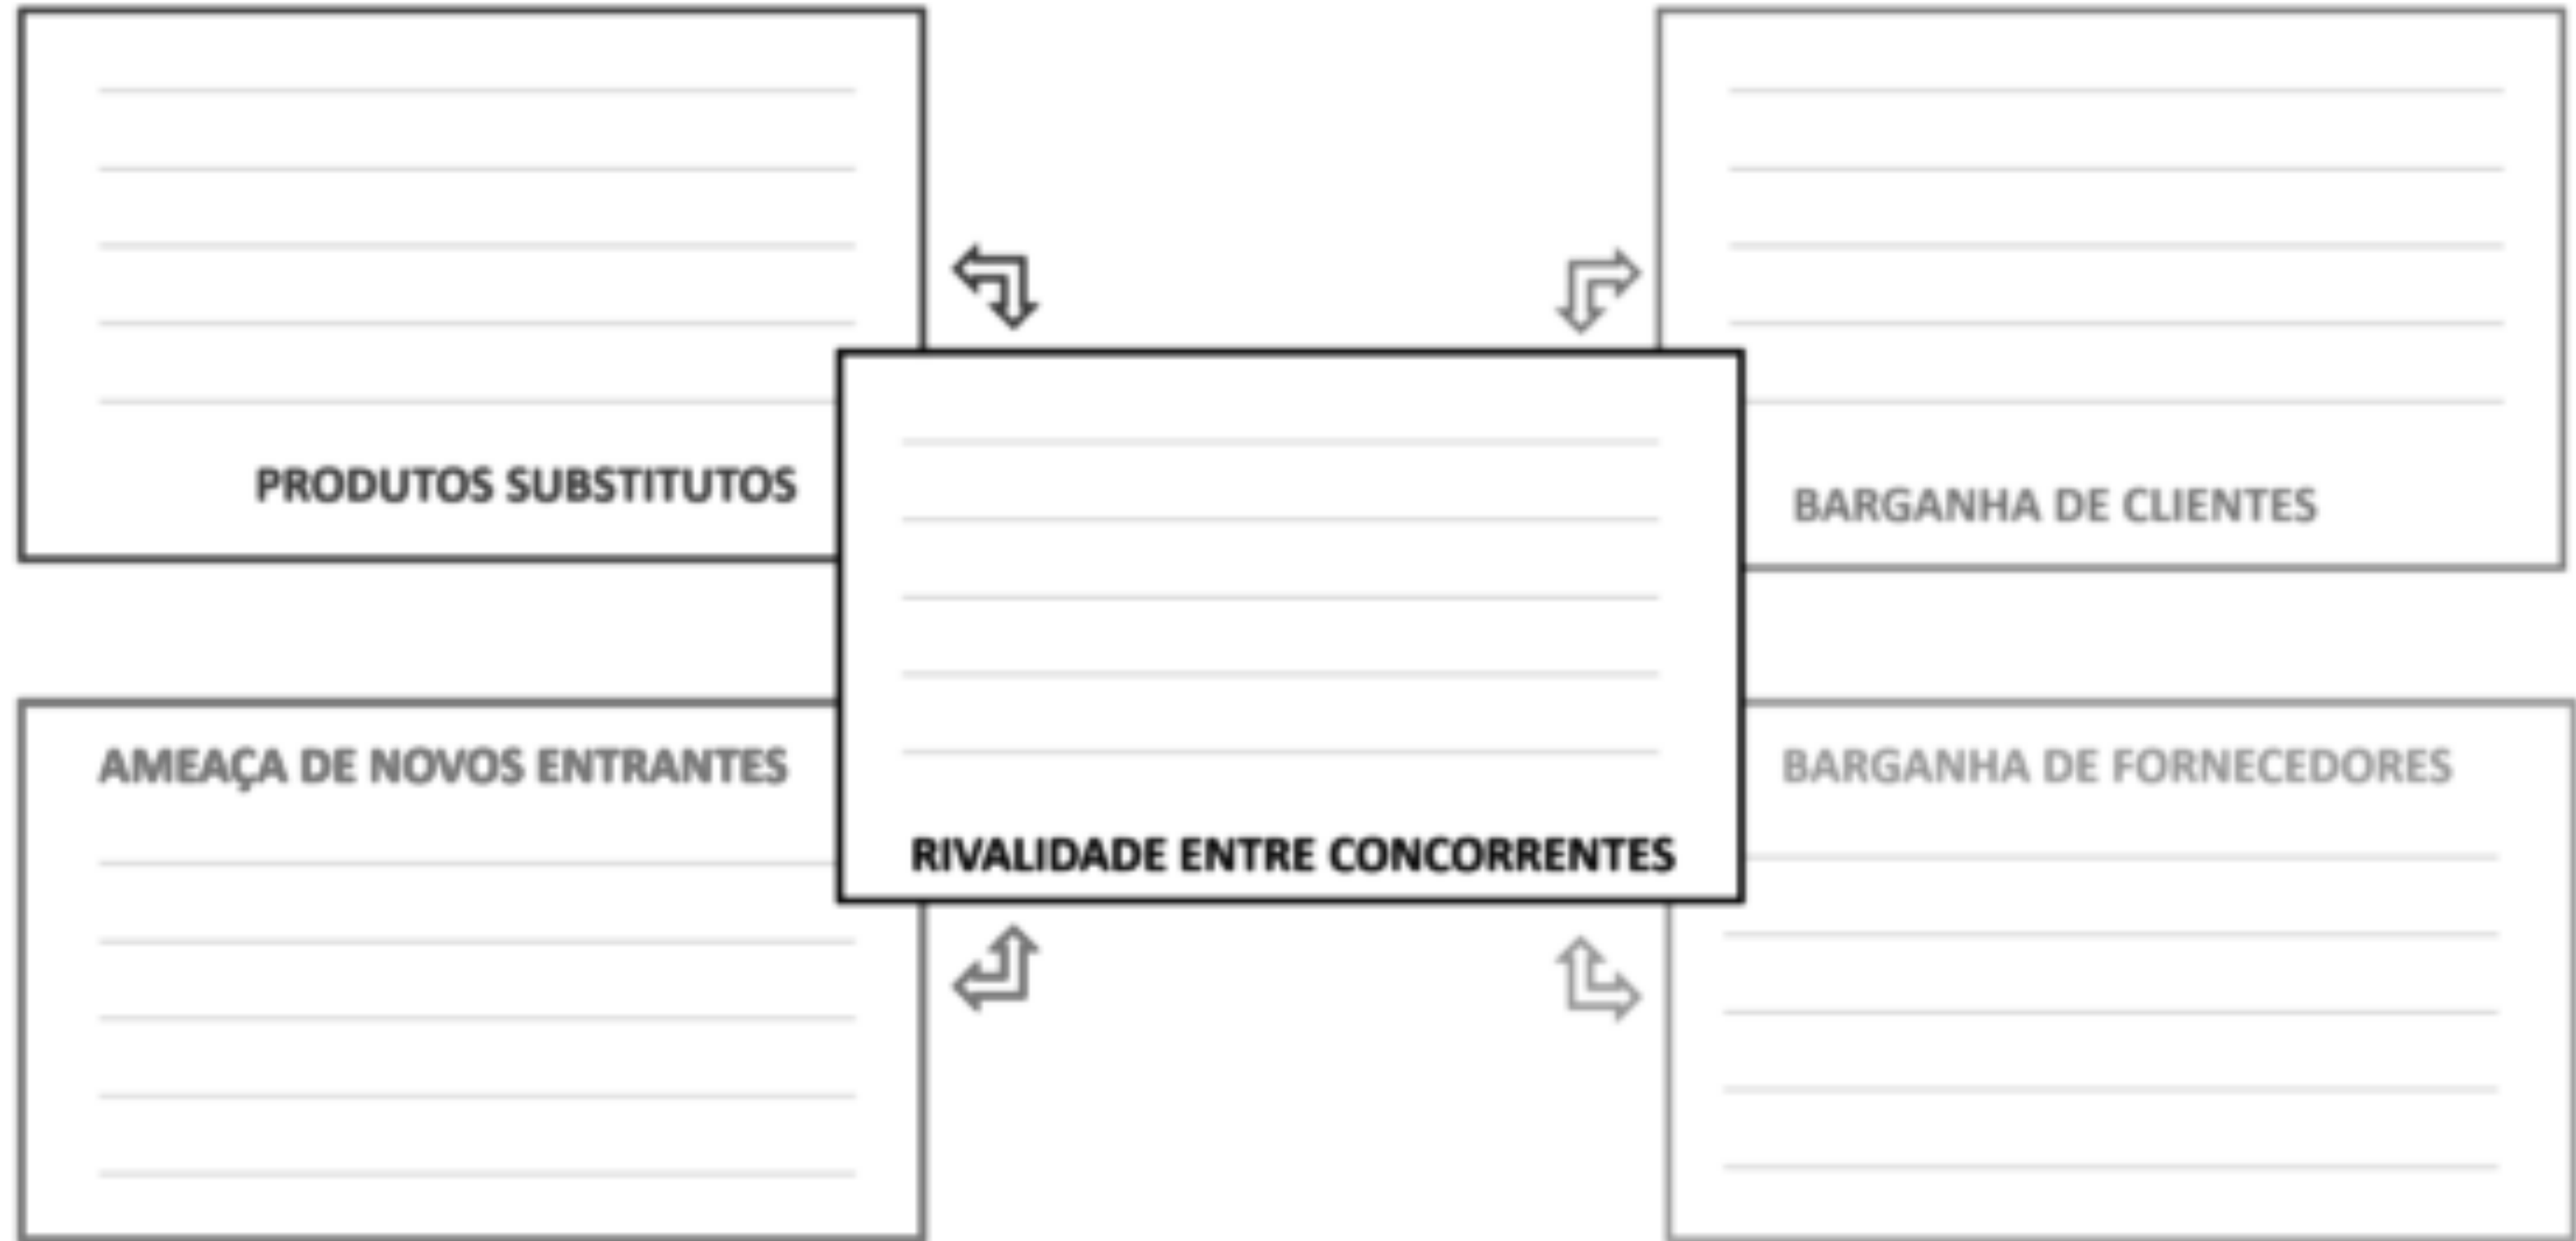 PRODUTOS SUBSTITUTOS
BARGANHA DE CLIENTES
RIVALIDADE ENTRE CONCORRENTES
AMEAÇA DE NOVOS ENTRANTES
BARGANHA DE FORNECEDORES